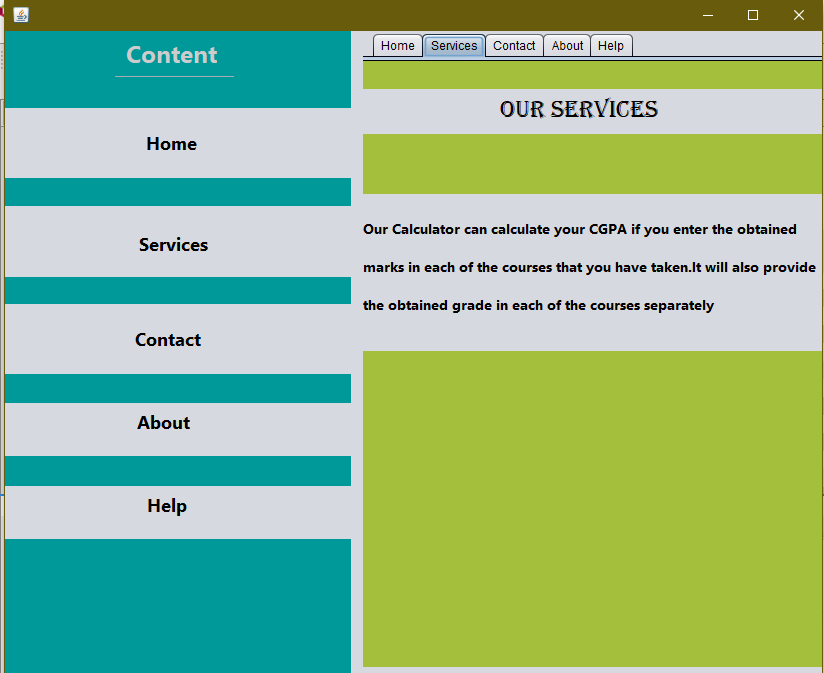 Content
Home
Services
Contact
About
Help
Home Services Contact About Help
OUR SERVICES
Our Calculator can calculate your CGPA if you enter the obtained
marks in each of the courses that you have taken.It will also provide
the obtained grade in each of the courses separately